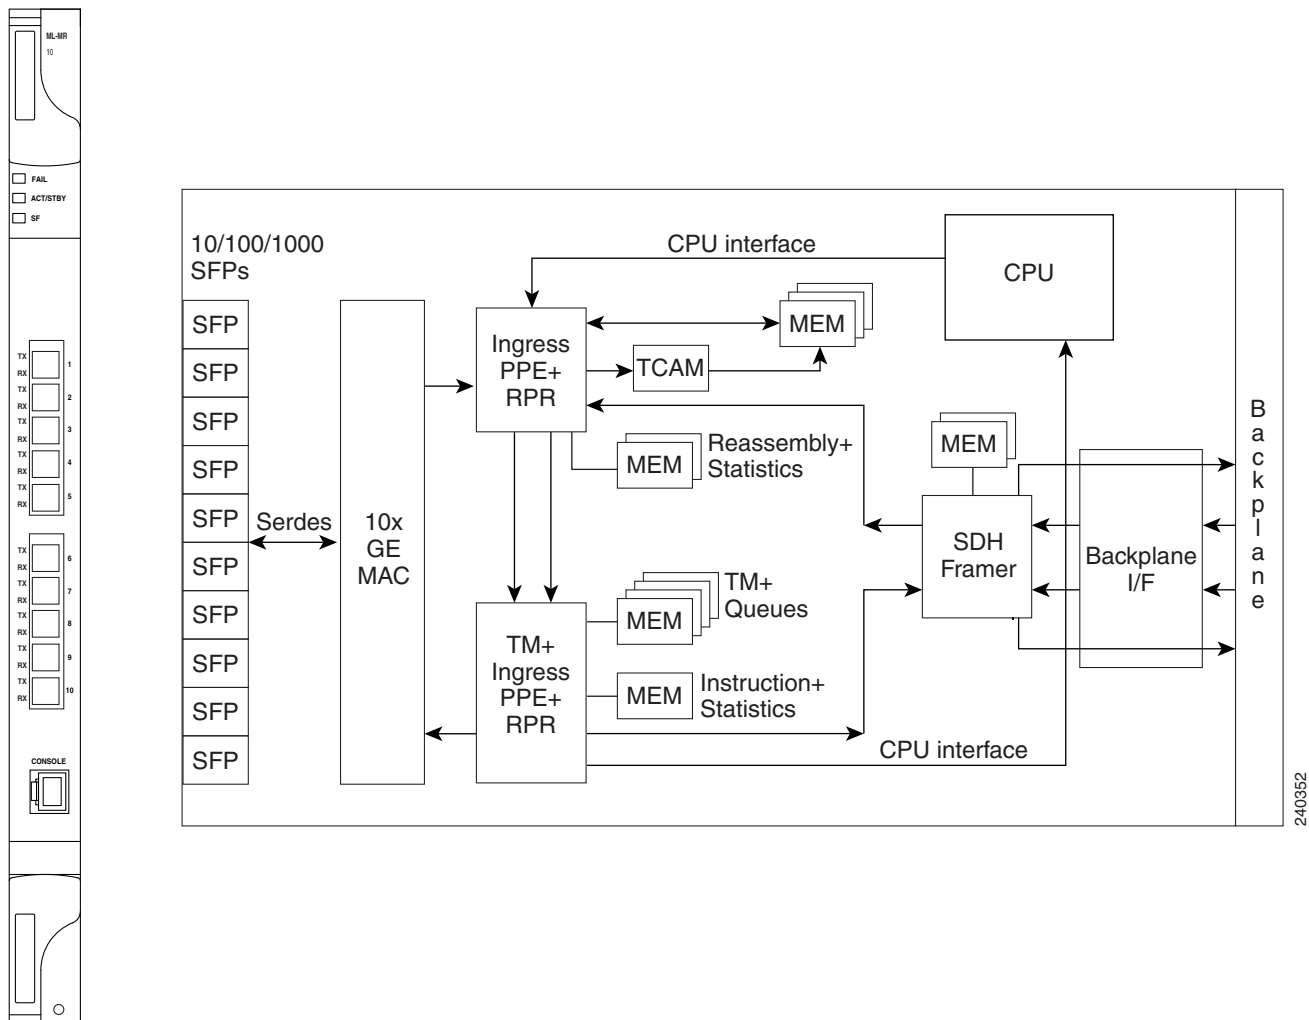 ML-MR
10
FAIL
ACT/STBY
SF
TX
RX
1
TX
RX
2
TX
RX
3
TX
RX
4
TX
RX
5
TX
RX
6
TX
RX
7
TX
RX
8
TX
RX
9
TX
RX
10
CONSOLE
10/100/1000
SFPs
SFP
SFP
SFP
SFP
SFP
SFP
SFP
SFP
SFP
SFP
Serdes
10x
GE
MAC
CPU interface
CPU
Ingress
PPE+
RPR
MEM
TCAM
MEM
Reassembly+
Statistics
MEM
SDH
Framer
Backplane
I/F
TM+
Ingress
PPE+
RPR
MEM
TM+
Queues
MEM
Instruction+
Statistics
CPU interface
Backplane
240352